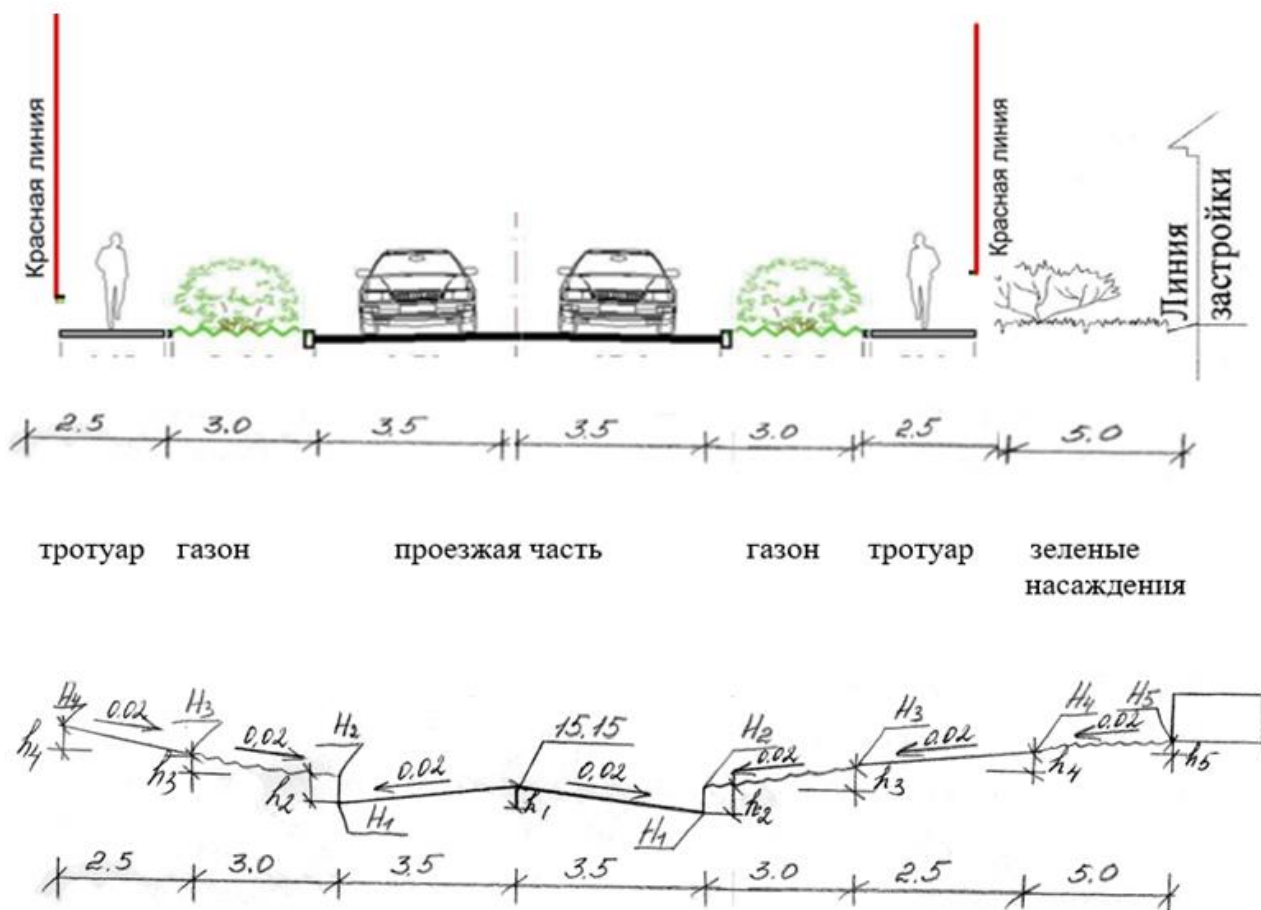 Красная линия
Красная линия
Линия
застройки
2.5 3.0 3.5 3.5 3.0 2.5 5.0
тротуар газон проезжая часть газон тротуар зеленые
насаждения
H4 0.02 H3 0,02 H2 15,15 H2 0.02 H3 0.02 H4 H5 0.02
h4 h3 h2 0,02 h1 0,02 h2 h3 h4 h5
H1 H1
2.5 3.0 3.5 3.5 3.0 2.5 5.0